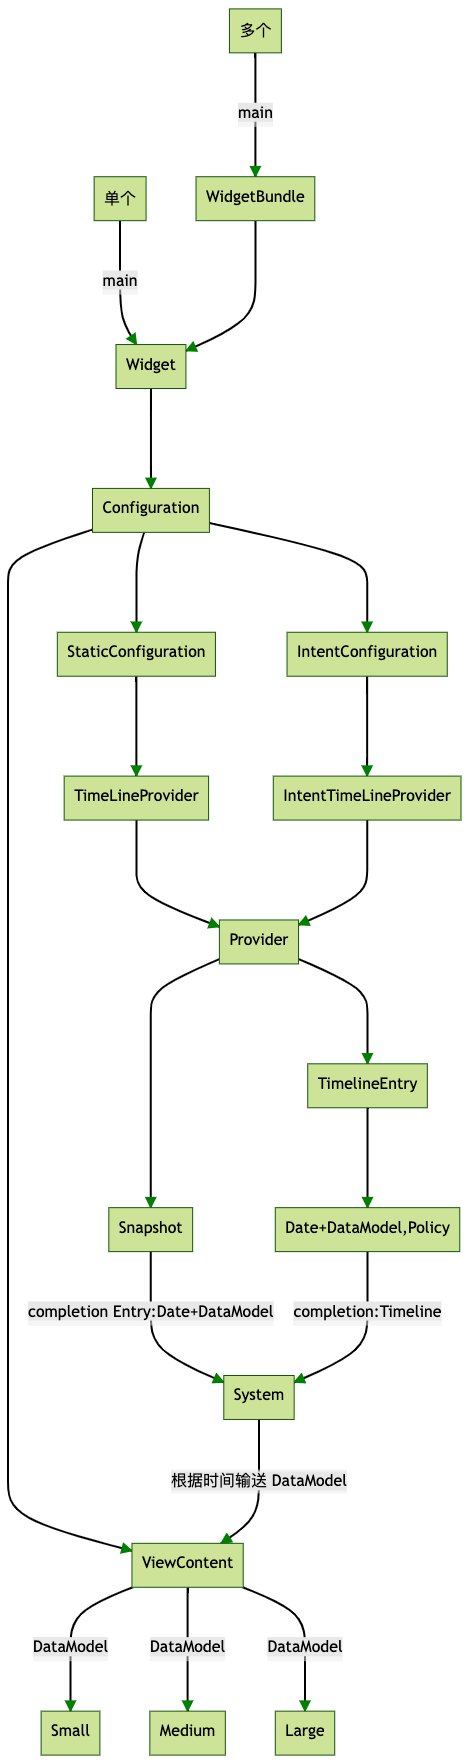 多个
main
单个
WidgetBundle
main
Widget
Configuration
StaticConfiguration
IntentConfiguration
TimeLineProvider
IntentTimeLineProvider
Provider
TimelineEntry
Snapshot
Date+DataModel,Policy
completion Entry:Date+DataModel
completion:Timeline
System
根据时间输送 DataModel
ViewContent
DataModel
DataModel
DataModel
Small
Medium
Large